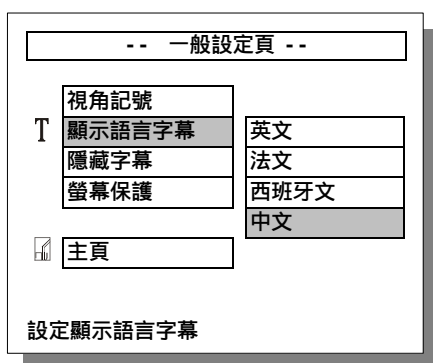 -- 一般設定頁 --
視角記號
T 顯示語言字幕 英文
隱藏字幕 法文
螢幕保護 西班牙文
中文
主頁
設定顯示語言字幕